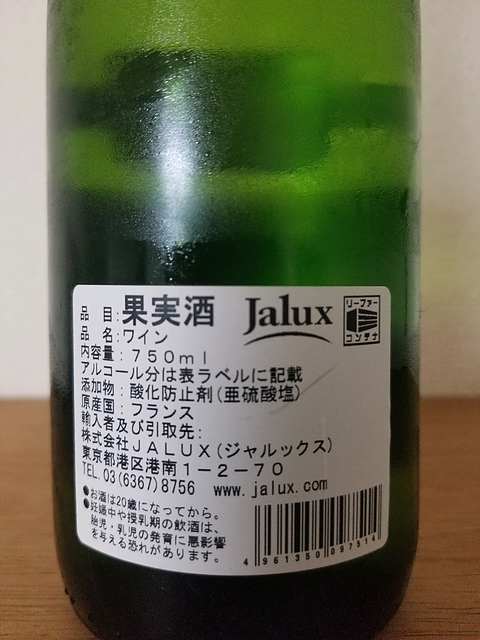 品 目:果実酒
Jalux
リーファー
コンテナ
品 名:ワイン
内容量:750ml
アルコール分は表ラベルに記載
添加物:酸化防止剤(亜硫酸塩)
原産国:フランス
輸入者及び引取先:
株式会社JALUX(ジャルックス)
東京都港区港南1-2-70
TEL.03(6367)8756 www.jalux.com
●お酒は20歳になってから。
●妊娠中や授乳期の飲酒は、
胎児・乳児の発育に悪影響
を与える恐れがあります。
4 961350 097514